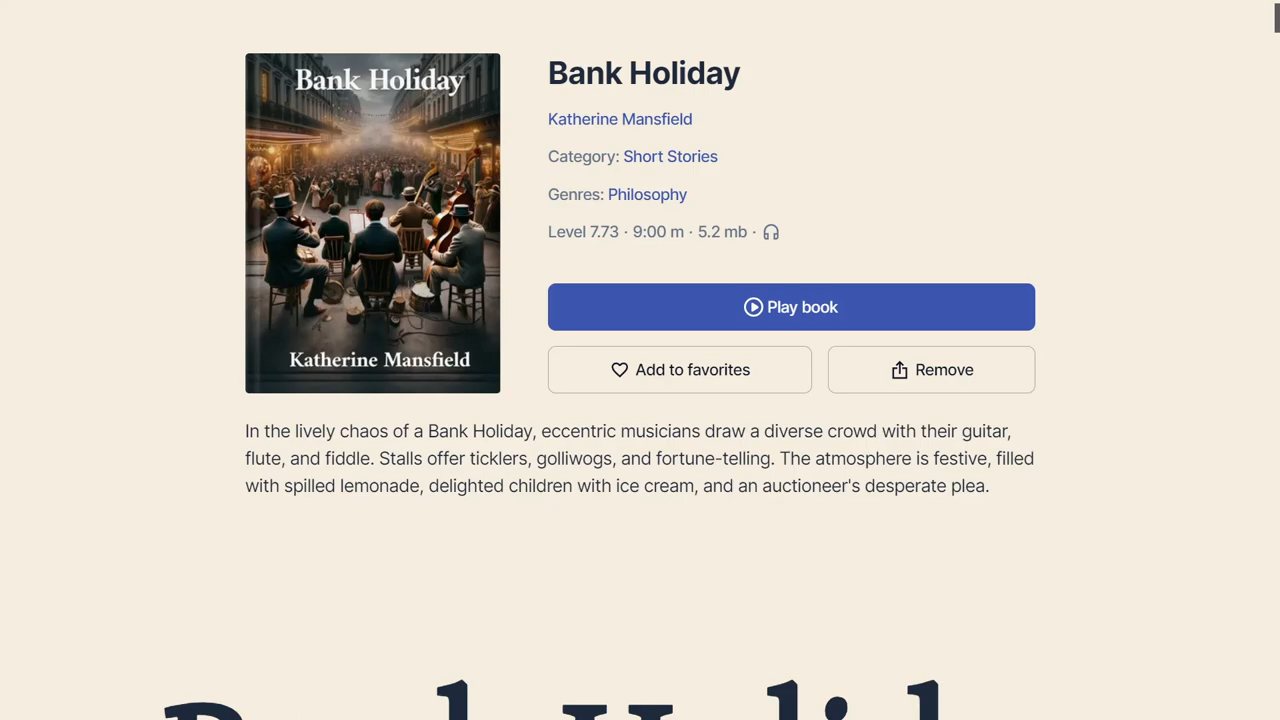 Bank Holiday
Katherine Mansfield
Bank Holiday
Katherine Mansfield
Category: Short Stories
Genres: Philosophy
Level 7.73 · 9:00 m · 5.2 mb ·
Play book
Add to favorites
Remove
In the lively chaos of a Bank Holiday, eccentric musicians draw a diverse crowd with their guitar,
flute, and fiddle. Stalls offer ticklers, golliwogs, and fortune-telling. The atmosphere is festive, filled
with spilled lemonade, delighted children with ice cream, and an auctioneer's desperate plea.